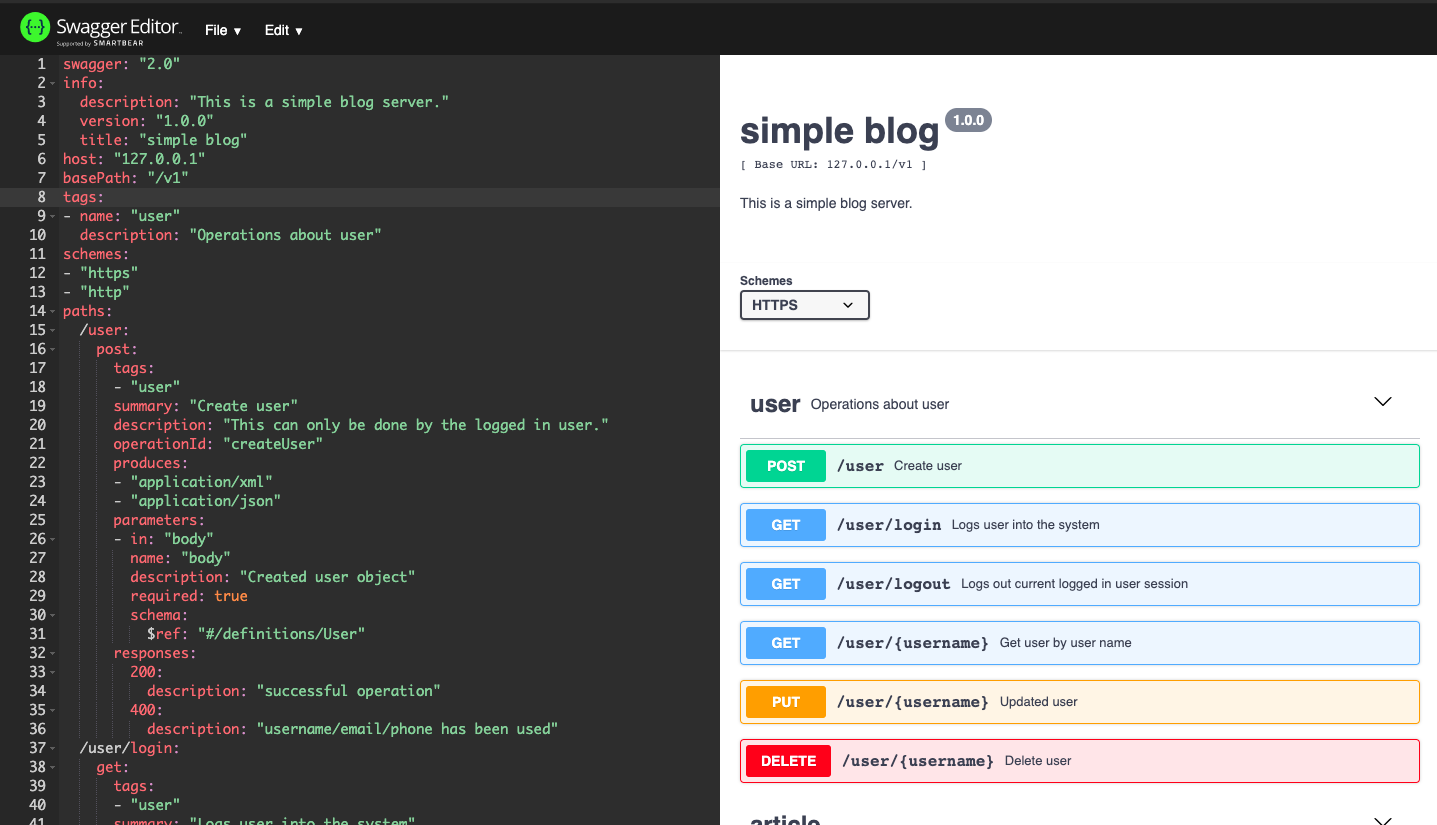 Swagger Editor
Supported by SMARTBEAR
File ▼ Edit ▼
1 swagger: "2.0"
2 info:
3 description: "This is a simple blog server."
4 version: "1.0.0"
5 title: "simple blog"
6 host: "127.0.0.1"
7 basePath: "/v1"
8 tags:
9 - name: "user"
10 description: "Operations about user"
11 schemes:
12 - "https"
13 - "http"
14 paths:
15 /user:
16 post:
17 tags:
18 - "user"
19 summary: "Create user"
20 description: "This can only be done by the logged in user."
21 operationId: "createUser"
22 produces:
23 - "application/xml"
24 - "application/json"
25 parameters:
26 - in: "body"
27 name: "body"
28 description: "Created user object"
29 required: true
30 schema:
31 $ref: "#/definitions/User"
32 responses:
33 200:
34 description: "successful operation"
35 400:
36 description: "username/email/phone has been used"
37 /user/login:
38 get:
39 tags:
40 - "user"
41 summary: "Logs user into the system"
simple blog 1.0.0
[ Base URL: 127.0.0.1/v1 ]
This is a simple blog server.
Schemes
HTTPS
user Operations about user
POST /user Create user
GET /user/login Logs user into the system
GET /user/logout Logs out current logged in user session
GET /user/{username} Get user by user name
PUT /user/{username} Updated user
DELETE /user/{username} Delete user
article